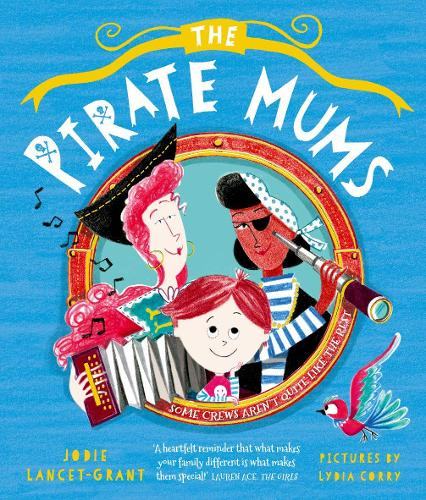 THE
PIRATE MUMS
SOME CREWS AREN'T QUITE LIKE THE REST
JODIE
LANCET-GRANT
'A heartfelt reminder that what makes
your family different is what makes
them special!' LAUREN ACE, THE GIRLS
PICTURES BY
LYDIA CORRY